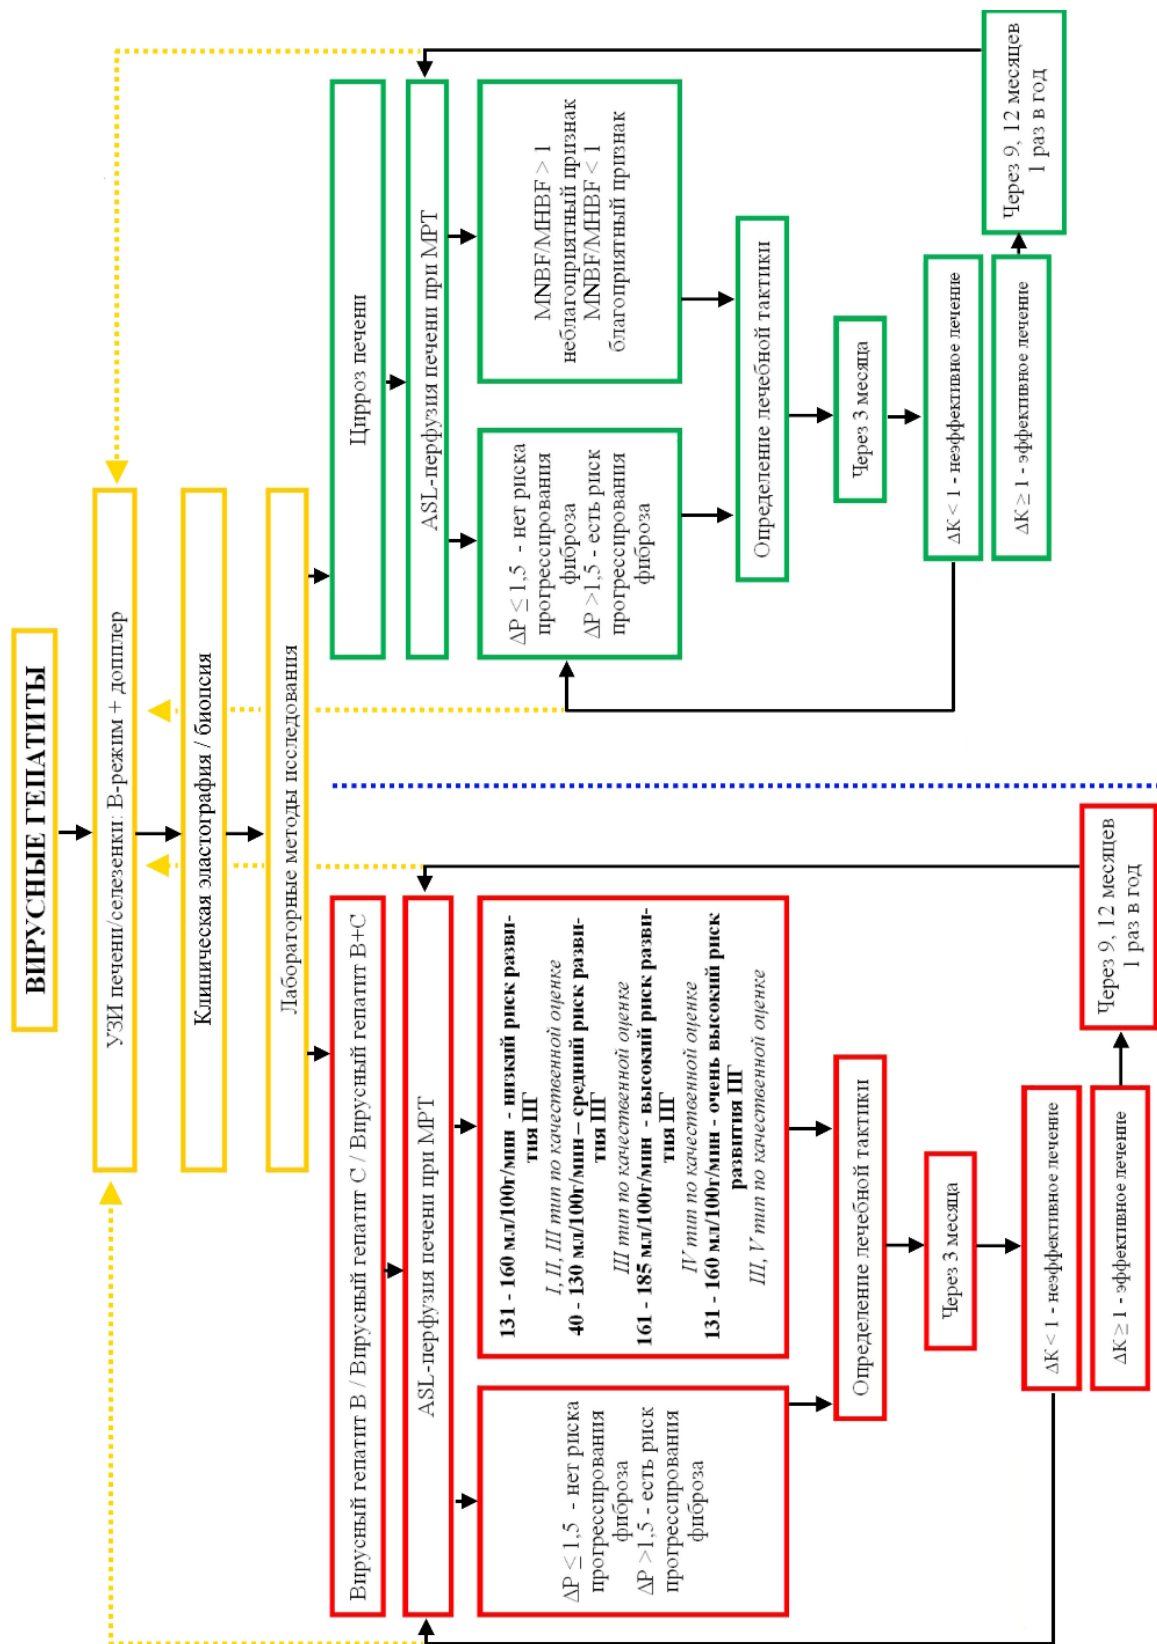 ВИРУСНЫЕ ГЕПАТИТЫ
УЗИ печени/селезенки: В-режим + допплер
Клиническая эластография / биопсия
Лабораторные методы исследования
Вирусный гепатит В / Вирусный гепатит С / Вирусный гепатит В+С
ASL-перфузия печени при МРТ
ΔP ≤ 1,5 - нет риска
прогрессирования
фиброза
ΔP >1,5 - есть риск
прогрессирования
фиброза
131 - 160 мл/100г/мин - низкий риск разви-
тия ПГ
I, II, III тип по качественной оценке
40 - 130 мл/100г/мин – средний риск разви-
тия ПГ
III тип по качественной оценке
161 - 185 мл/100г/мин - высокий риск разви-
тия ПГ
IV тип по качественной оценке
131 - 160 мл/100г/мин - очень высокий риск
развития ПГ
III, V тип по качественной оценке
Определение лечебной тактики
Через 3 месяца
ΔK < 1 - неэффективное лечение
ΔK ≥ 1 - эффективное лечение
Через 9, 12 месяцев
1 раз в год
Цирроз печени
ASL-перфузия печени при МРТ
ΔP ≤ 1,5 - нет риска
прогрессирования
фиброза
ΔP >1,5 - есть риск
прогрессирования
фиброза
MNBF/MHBF > 1
неблагоприятный признак
MNBF/MHBF < 1
благоприятный признак
Определение лечебной тактики
Через 3 месяца
ΔK < 1 - неэффективное лечение
ΔK ≥ 1 - эффективное лечение
Через 9, 12 месяцев
1 раз в год